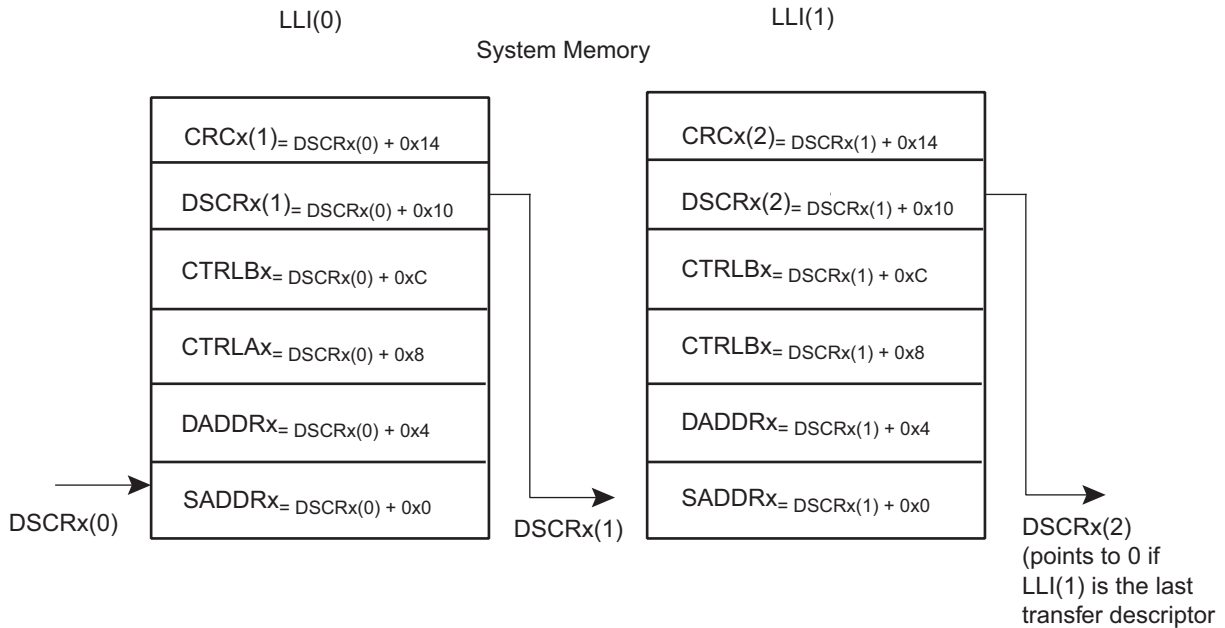 LLI(0)
LLI(1)
System Memory
CRCx(1)= DSCRx(0) + 0x14
DSCRx(1)= DSCRx(0) + 0x10
CTRLBx= DSCRx(0) + 0xC
CTRLAx= DSCRx(0) + 0x8
DADDRx= DSCRx(0) + 0x4
SADDRx= DSCRx(0) + 0x0
DSCRx(0)
DSCRx(1)
CRCx(2)= DSCRx(1) + 0x14
DSCRx(2)= DSCRx(1) + 0x10
CTRLBx= DSCRx(1) + 0xC
CTRLBx= DSCRx(1) + 0x8
DADDRx= DSCRx(1) + 0x4
SADDRx= DSCRx(1) + 0x0
DSCRx(2)
(points to 0 if
LLI(1) is the last
transfer descriptor